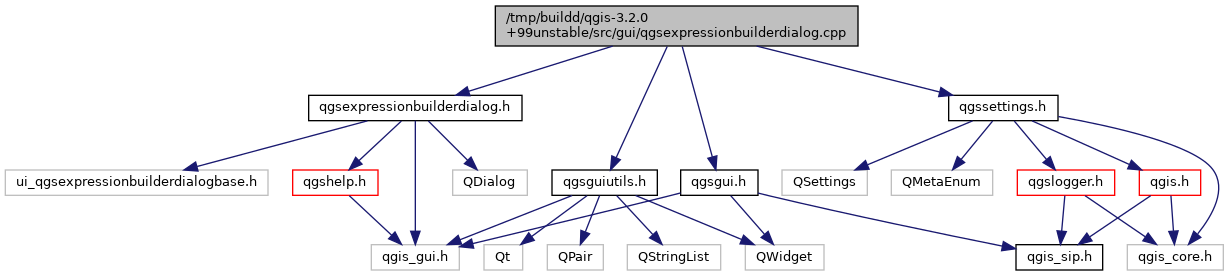 /tmp/buildd/qgis-3.2.0
+99unstable/src/gui/qgsexpressionbuilderdialog.cpp
qgsexpressionbuilderdialog.h
qgssettings.h
ui_qgsexpressionbuilderdialogbase.h
qgshelp.h
QDialog
qgsguiutils.h
qgsgui.h
QSettings
QMetaEnum
qgslogger.h
qgis.h
qgis_gui.h
Qt
QPair
QStringList
QWidget
qgis_sip.h
qgis_core.h